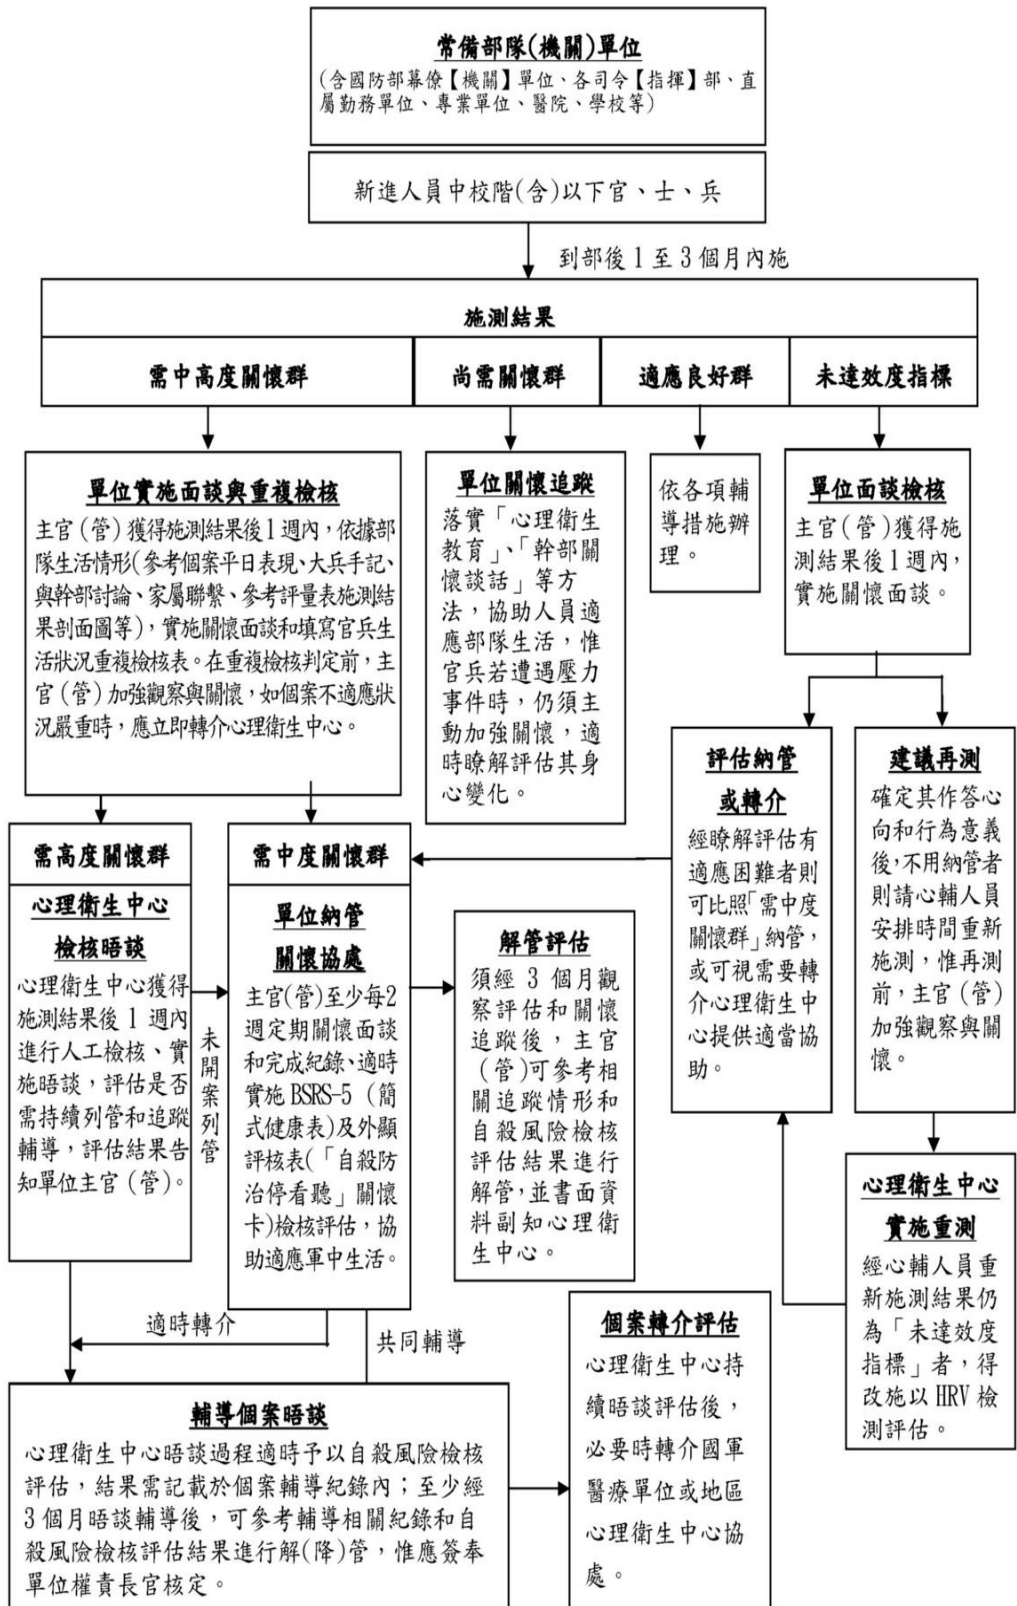 常備部隊(機關)單位
(含國防部幕僚【機關】單位、各司令【指揮】部、直
屬勤務單位、專業單位、醫院、學校等)
新進人員中校階(含)以下官、士、兵
到部後 1 至 3 個月內施
施測結果
需中高度關懷群
尚需關懷群
適應良好群
未達效度指標
單位實施面談與重複檢核
主官(管)獲得施測結果後1週內,依據部
隊生活情形(參考個案平日表現、大兵手記、
與幹部討論、家屬聯繫、參考評量表施測結
果剖面圖等),實施關懷面談和填寫官兵生
活狀況重複檢核表。在重複檢核判定前,主
官(管)加強觀察與關懷,如個案不適應狀
況嚴重時,應立即轉介心理衛生中心。
單位關懷追蹤
落實「心理衛生
教育」、「幹部關
懷談話」等方
法,協助人員適
應部隊生活,惟
官兵若遭遇壓力
事件時,仍須主
動加強關懷,適
時瞭解評估其身
心變化。
依各項輔
導措施辦
理。
單位面談檢核
主官(管)獲得施
測結果後1週內,
實施關懷面談。
評估納管
或轉介
經瞭解評估有
適應困難者則
可比照「需中度
關懷群」納管,
或可視需要轉
介心理衛生中
心提供適當協
助。
建議再測
確定其作答心
向和行為意義
後,不用納管者
則請心輔人員
安排時間重新
施測,惟再測
前,主官(管)
加強觀察與關
懷。
需高度關懷群
心理衛生中心
檢核晤談
心理衛生中心獲得
施測結果後 1 週內
進行人工檢核、實
施晤談,評估是否
需持續列管和追蹤
輔導,評估結果告
知單位主官(管)。
未開案列管
需中度關懷群
單位納管
關懷協處
主官(管)至少每2
週定期關懷面談
和完成紀錄、適時
實施 BSRS-5 (簡
式健康表)及外顯
評核表(「自殺防
治停看聽」關懷
卡)檢核評估,協
助適應軍中生活。
解管評估
須經 3 個月觀
察評估和關懷
追蹤後,主官
(管)可參考相
關追蹤情形和
自殺風險檢核
評估結果進行
解管,並書面資
料副知心理衛
生中心。
心理衛生中心
實施重測
經心輔人員重
新施測結果仍
為「未達效度
指標」者,得
改施以 HRV 檢
測評估。
適時轉介
共同輔導
輔導個案晤談
心理衛生中心晤談過程適時予以自殺風險檢核
評估,結果需記載於個案輔導紀錄內;至少經
3 個月晤談輔導後,可參考輔導相關紀錄和自
殺風險檢核評估結果進行解(降)管,惟應簽奉
單位權責長官核定。
個案轉介評估
心理衛生中心持
續晤談評估後,
必要時轉介國軍
醫療單位或地區
心理衛生中心協
處。